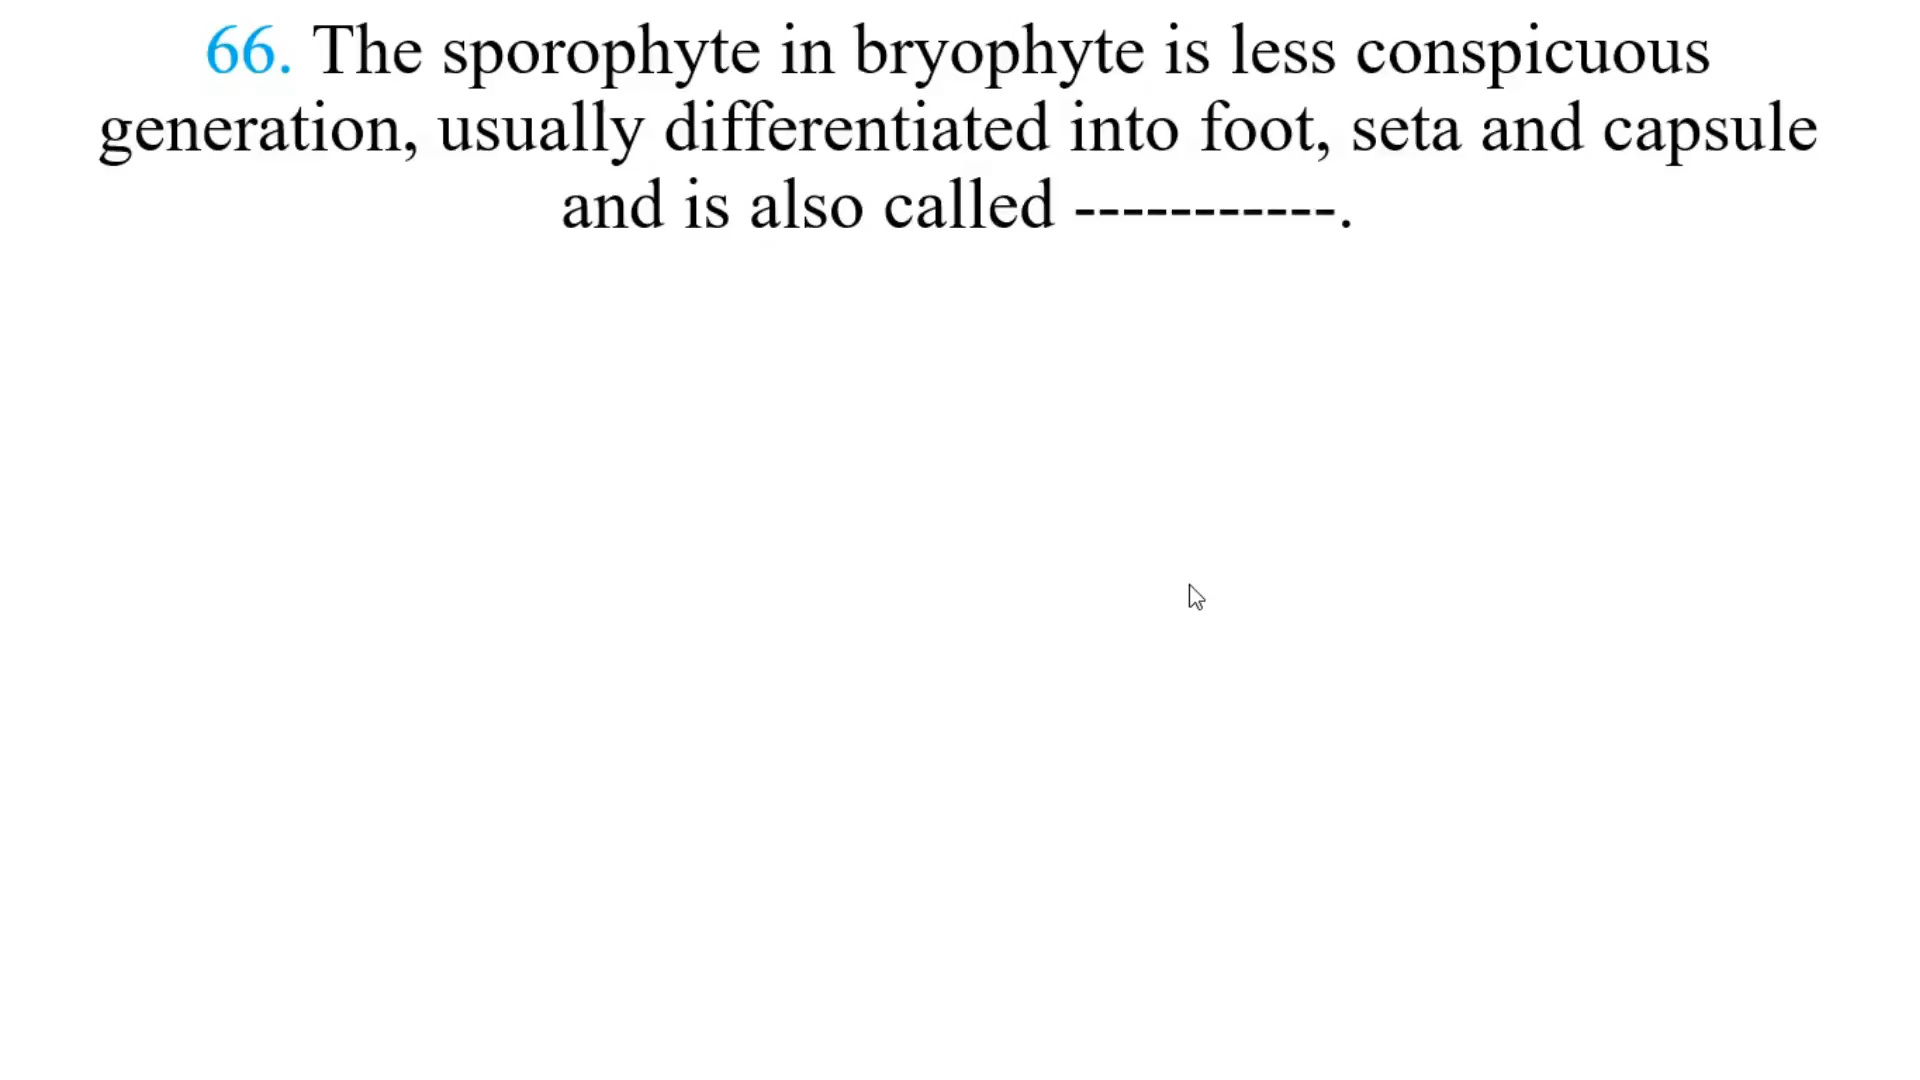 66. The sporophyte in bryophyte is less conspicuous
generation, usually differentiated into foot, seta and capsule
and is also called -----------.